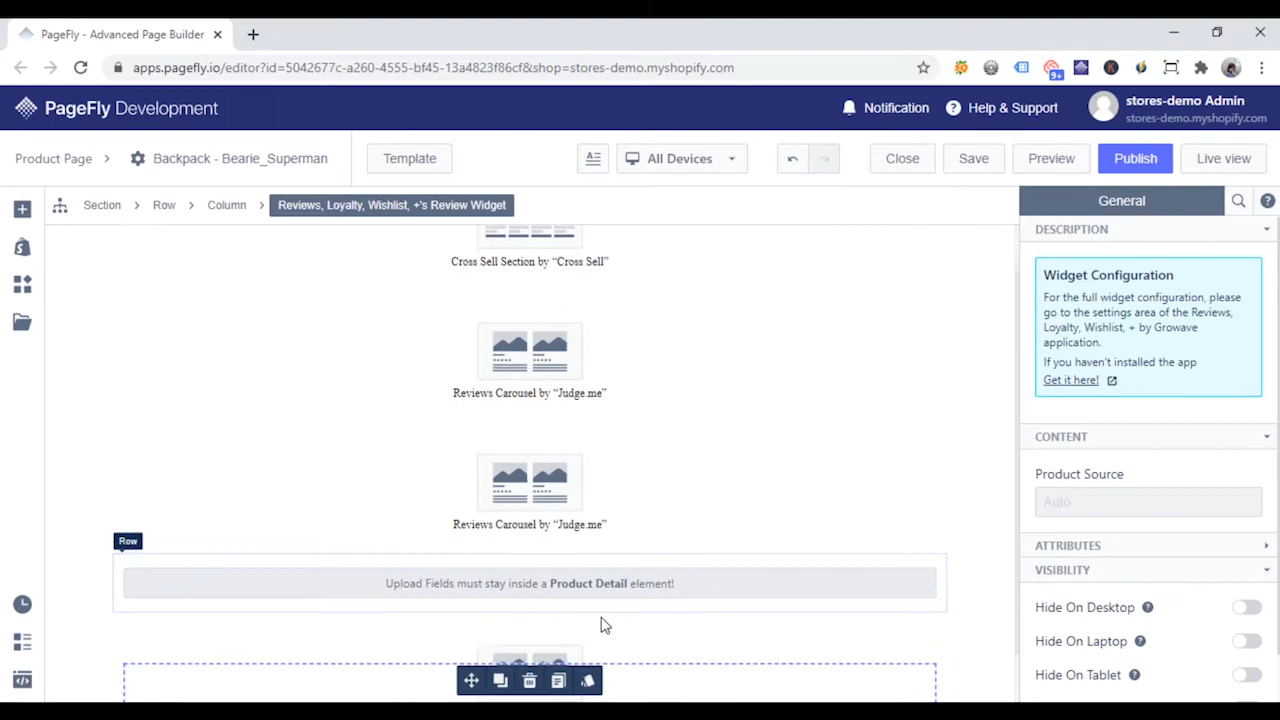 PageFly - Advanced Page Builder
apps.pagefly.io/editor?id=5042677c-a260-4555-bf45-13a4823f86cf&shop=stores-demo.myshopify.com
9+
K
PageFly Development
Notification
Help & Support
stores-demo Admin
stores-demo.myshopify.com
Product Page
Backpack - Bearie_Superman
Template
All Devices
Close
Save
Preview
Publish
Live view
Section
Row
Column
Reviews, Loyalty, Wishlist, +'s Review Widget
General
DESCRIPTION
Cross Sell Section by “Cross Sell”
Widget Configuration
For the full widget configuration, please
go to the settings area of the Reviews,
Loyalty, Wishlist, + by Growave
application.
If you haven't installed the app
Get it here!
Reviews Carousel by “Judge.me”
CONTENT
Product Source
Auto
Reviews Carousel by “Judge.me”
Row
ATTRIBUTES
VISIBILITY
Upload Fields must stay inside a Product Detail element!
Hide On Desktop
Hide On Laptop
Hide On Tablet